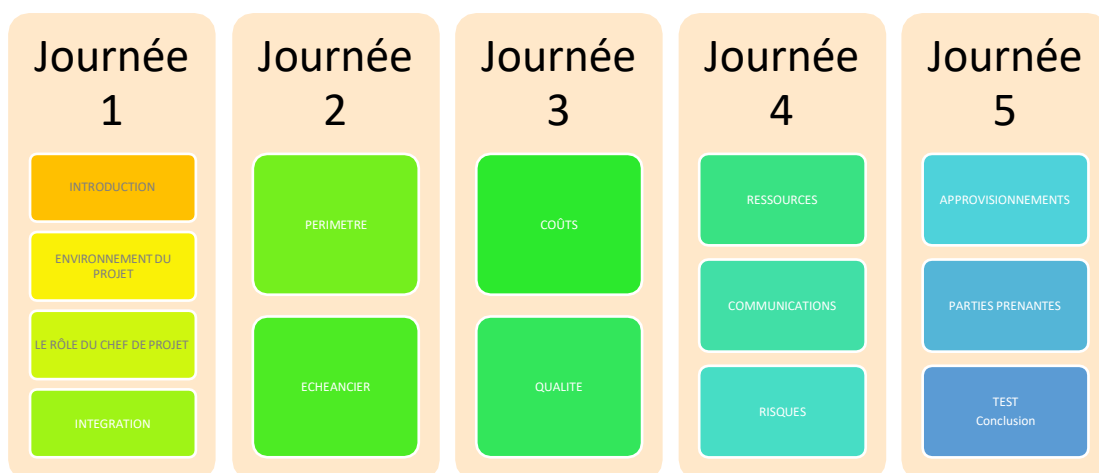 Journée
1
INTRODUCTION
ENVIRONNEMENT DU
PROJET
LE RÔLE DU CHEF DE PROJET
INTEGRATION
Journée
2
PERIMETRE
ECHEANCIER
Journée
3
COÛTS
QUALITE
Journée
4
RESSOURCES
COMMUNICATIONS
RISQUES
Journée
5
APPROVISIONNEMENTS
PARTIES PRENANTES
TEST
Conclusion